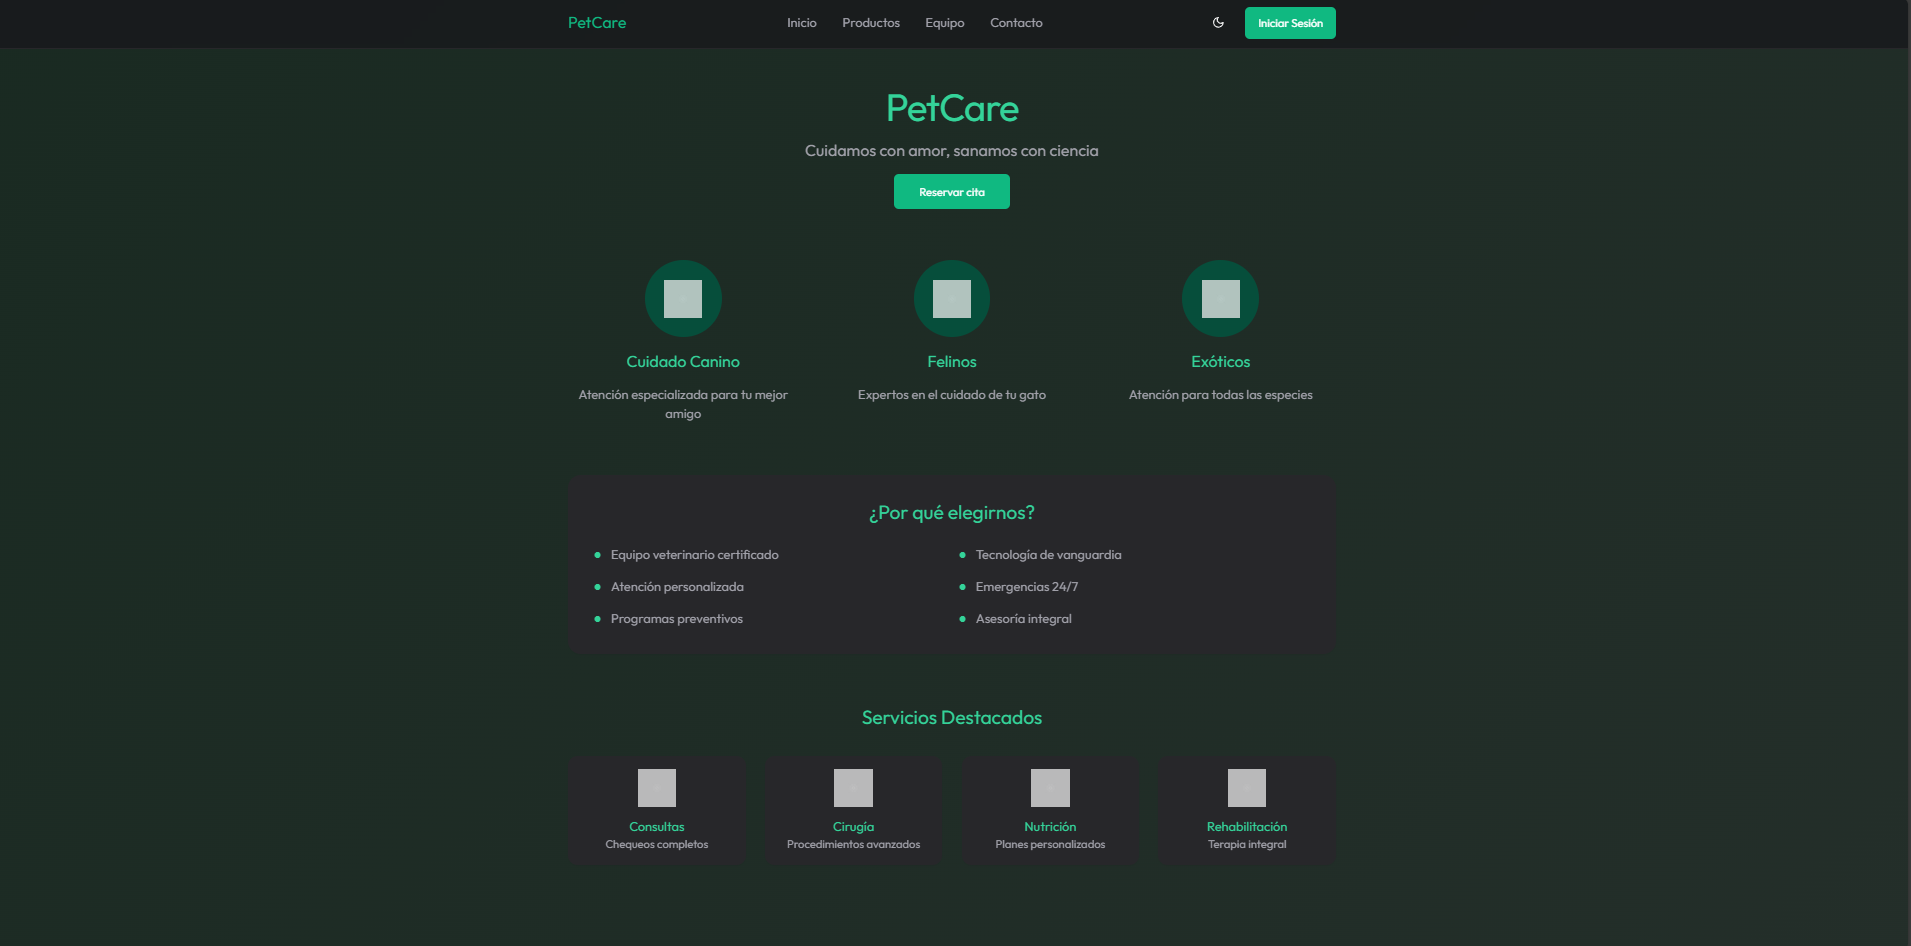 PetCare
Inicio
Productos
Equipo
Contacto
Iniciar Sesión
PetCare
Cuidamos con amor, sanamos con ciencia
Reservar cita
Cuidado Canino
Atención especializada para tu mejor
amigo
Felinos
Expertos en el cuidado de tu gato
Exóticos
Atención para todas las especies
¿Por qué elegirnos?
Equipo veterinario certificado
Atención personalizada
Programas preventivos
Tecnología de vanguardia
Emergencias 24/7
Asesoría integral
Servicios Destacados
Consultas
Chequeos completos
Cirugía
Procedimientos avanzados
Nutrición
Planes personalizados
Rehabilitación
Terapia integral